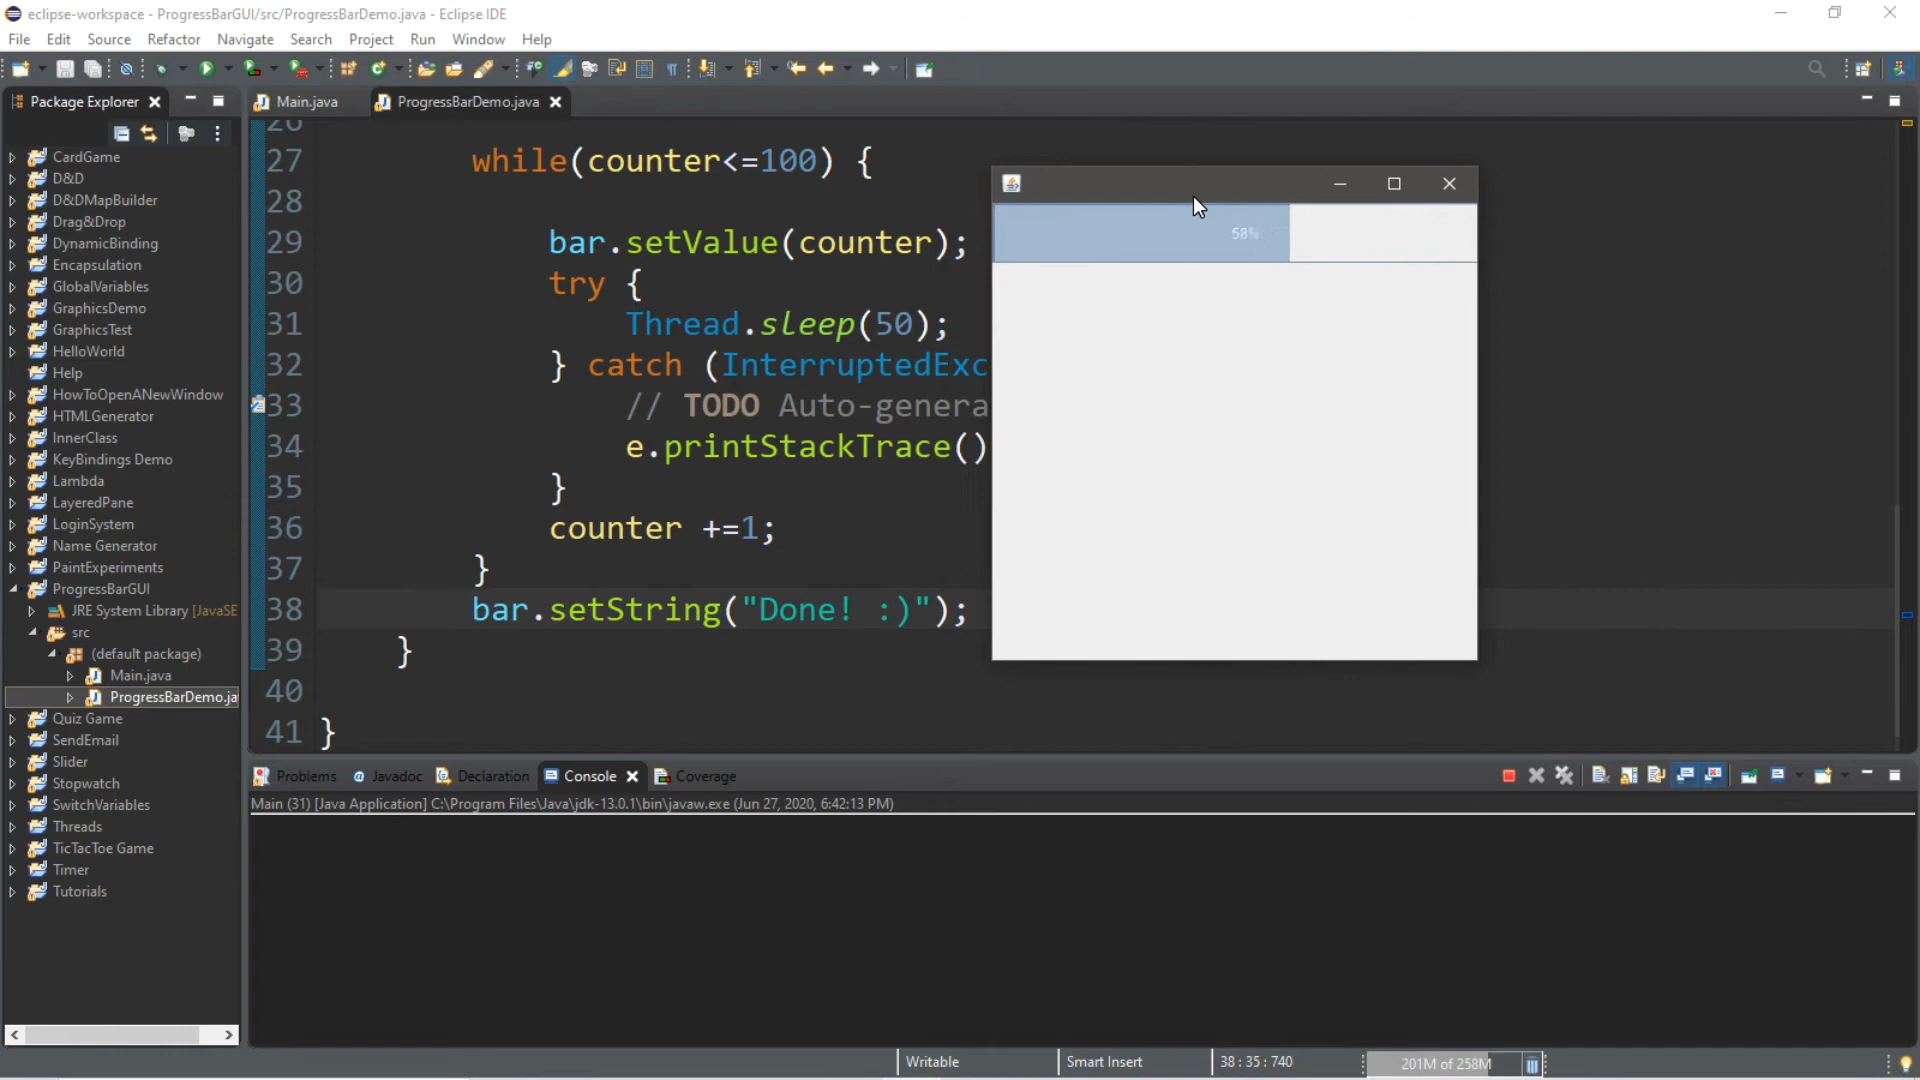 eclipse-workspace - ProgressBarGUI/src/ProgressBarDemo.java - Eclipse IDE
File Edit Source Refactor Navigate Search Project Run Window Help
Package Explorer
Main.java ProgressBarDemo.java
CardGame
D&D
D&DMapBuilder
Drag&Drop
DynamicBinding
Encapsulation
GlobalVariables
GraphicsDemo
GraphicsTest
HelloWorld
Help
HowToOpenANewWindow
HTMLGenerator
InnerClass
KeyBindings Demo
Lambda
LayeredPane
LoginSystem
Name Generator
PaintExperiments
ProgressBarGUI
JRE System Library [JavaSE
src
(default package)
Main.java
ProgressBarDemo.ja
Quiz Game
SendEmail
Slider
Stopwatch
SwitchVariables
Threads
TicTacToe Game
Timer
Tutorials
26
27 while(counter<=100) {
28
29 bar.setValue(counter);
30 try {
31 Thread.sleep(50);
32 } catch (InterruptedExc
33 // TODO Auto-genera
34 e.printStackTrace()
35 }
36 counter +=1;
37 }
38 bar.setString("Done! :)");
39 }
40
41 }
58%
Problems Javadoc Declaration Console Coverage
Main (31) [Java Application] C:\Program Files\Java\jdk-13.0.1\bin\javaw.exe (Jun 27, 2020, 6:42:13 PM)
Writable Smart Insert 38 : 35 : 740 201M of 258M